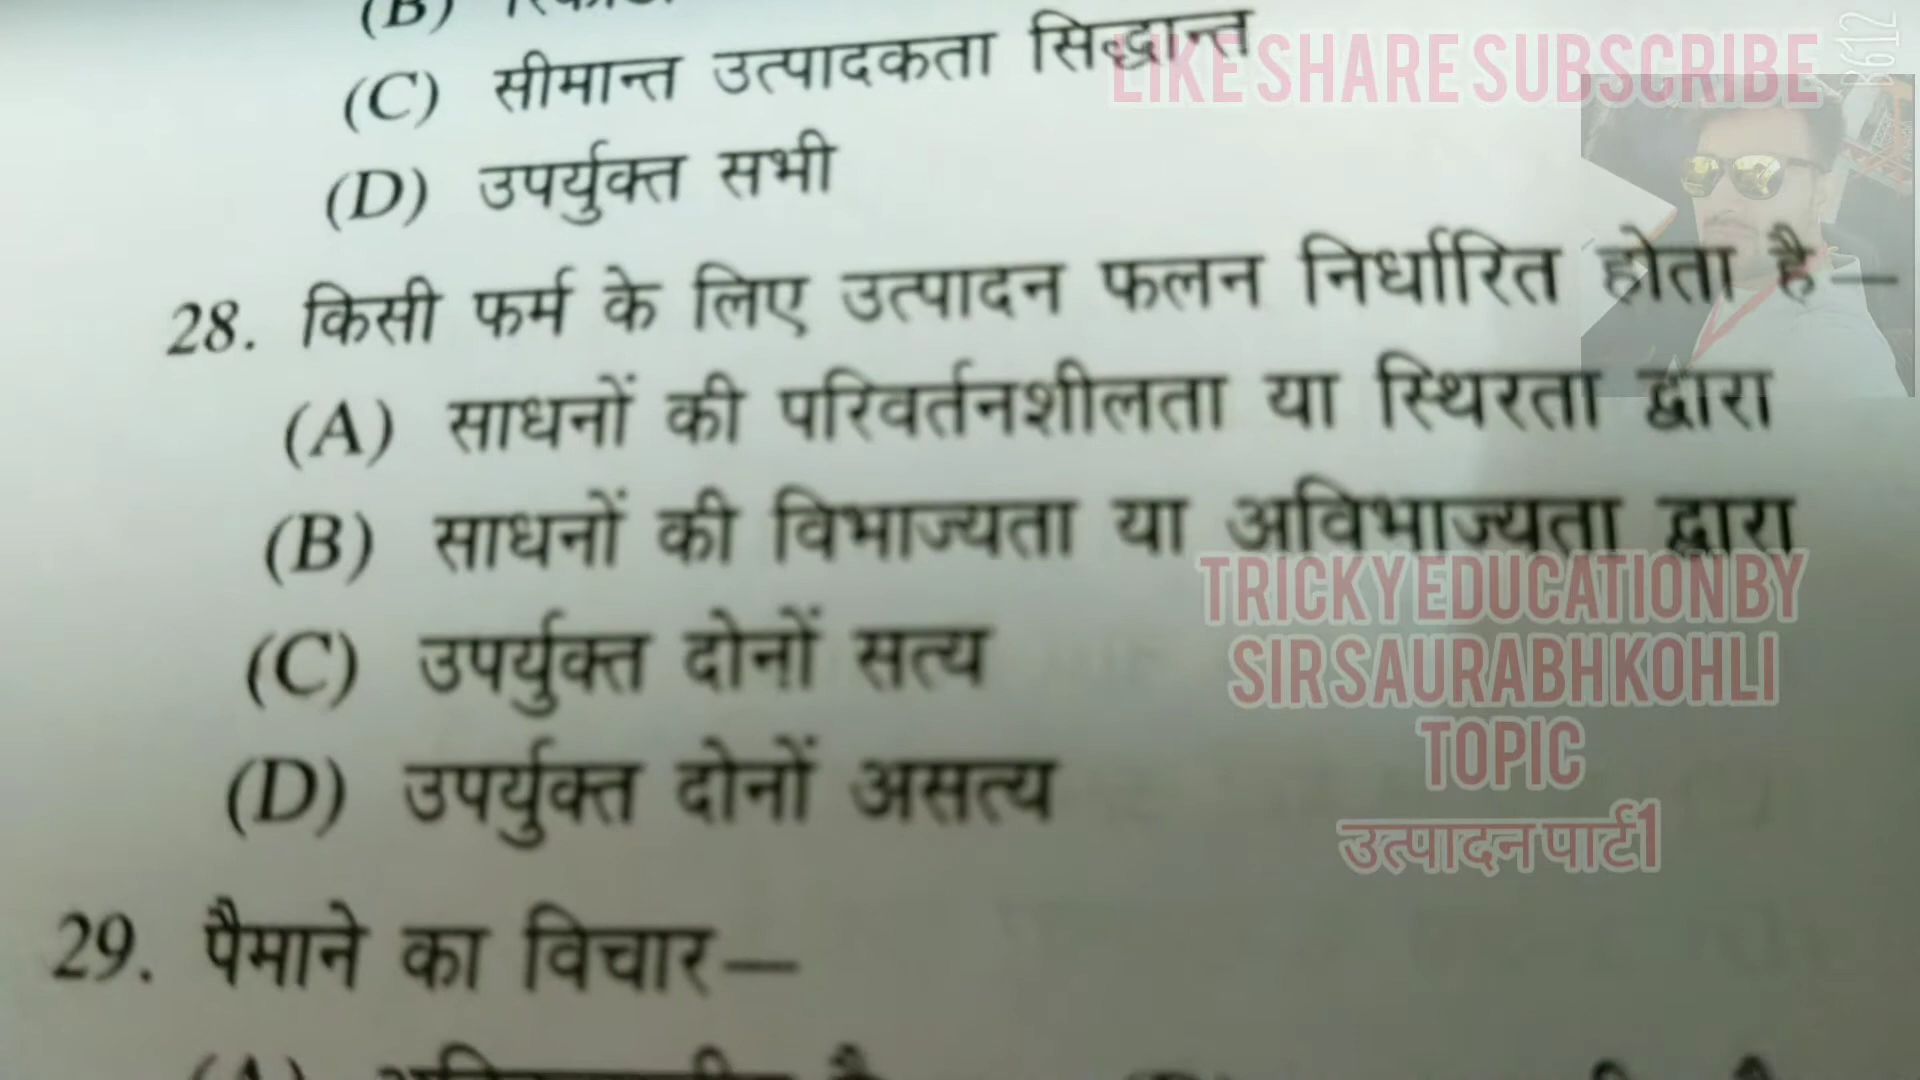 (B)
(C) सीमान्त उत्पादकता सिद्धान्त
LIKE SHARE SUBSCRIBE
B612
(D) उपर्युक्त सभी
28. किसी फर्म के लिए उत्पादन फलन निर्धारित होता है—
(A) साधनों की परिवर्तनशीलता या स्थिरता द्वारा
(B) साधनों की विभाज्यता या अविभाज्यता द्वारा
TRICKY EDUCATION BY
(C) उपर्युक्त दोनों सत्य
SIR SAURABH KOHLI
TOPIC
(D) उपर्युक्त दोनों असत्य
उत्पादन पार्ट1
29. पैमाने का विचार—
(A)